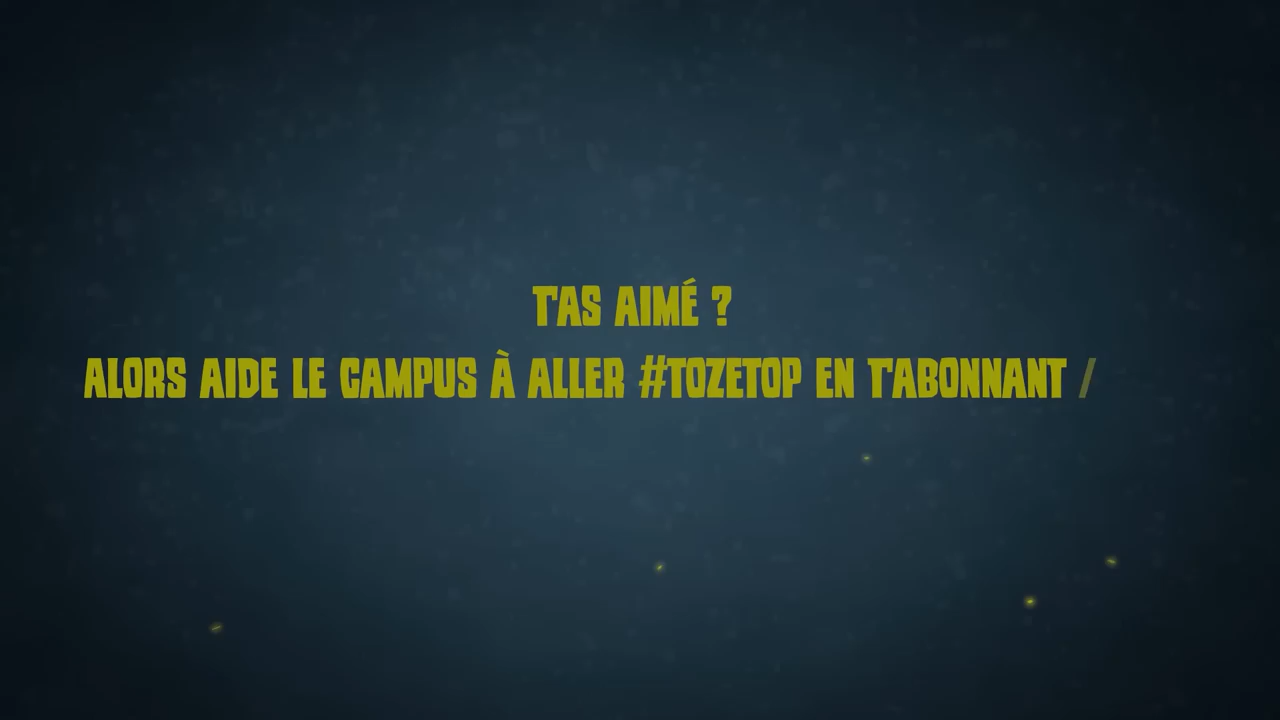 T'AS AIMÉ ?
ALORS AIDE LE CAMPUS À ALLER #TOZETOP EN T'ABONNANT /